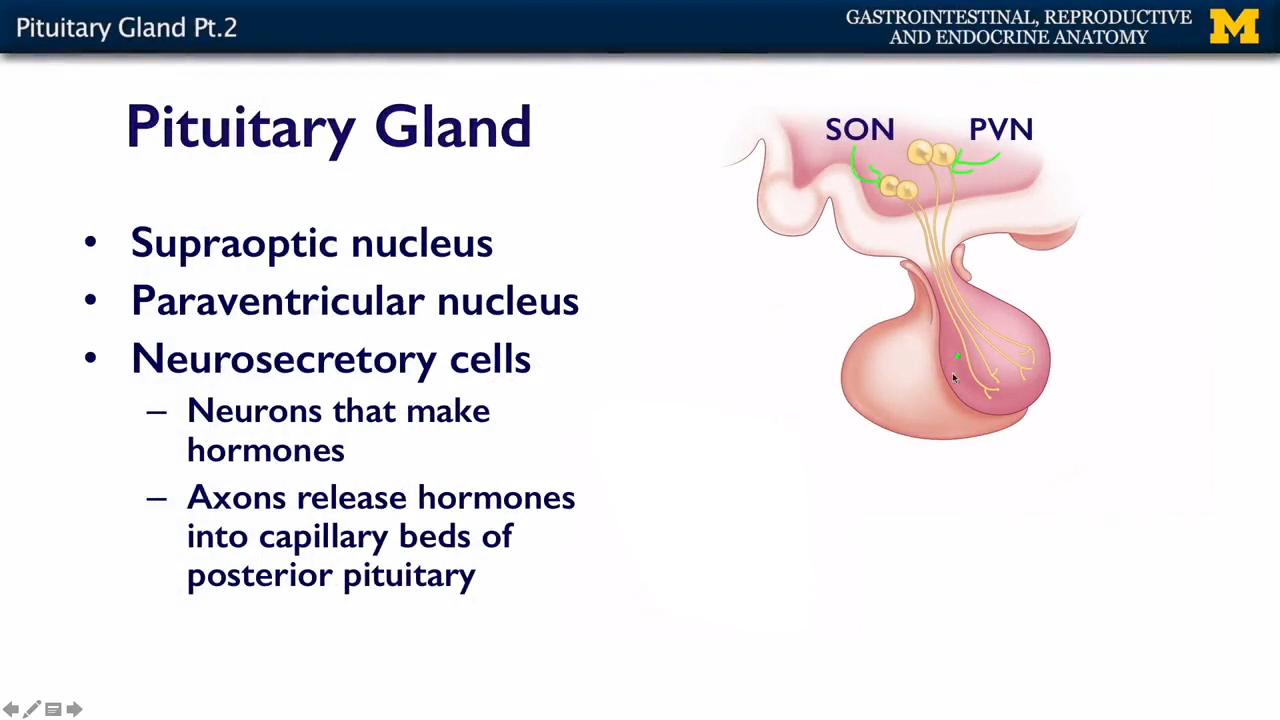 Pituitary Gland Pt.2
GASTROINTESTINAL, REPRODUCTIVE
AND ENDOCRINE ANATOMY
M
Pituitary Gland
• Supraoptic nucleus
• Paraventricular nucleus
• Neurosecretory cells
– Neurons that make
hormones
– Axons release hormones
into capillary beds of
posterior pituitary
SON
PVN